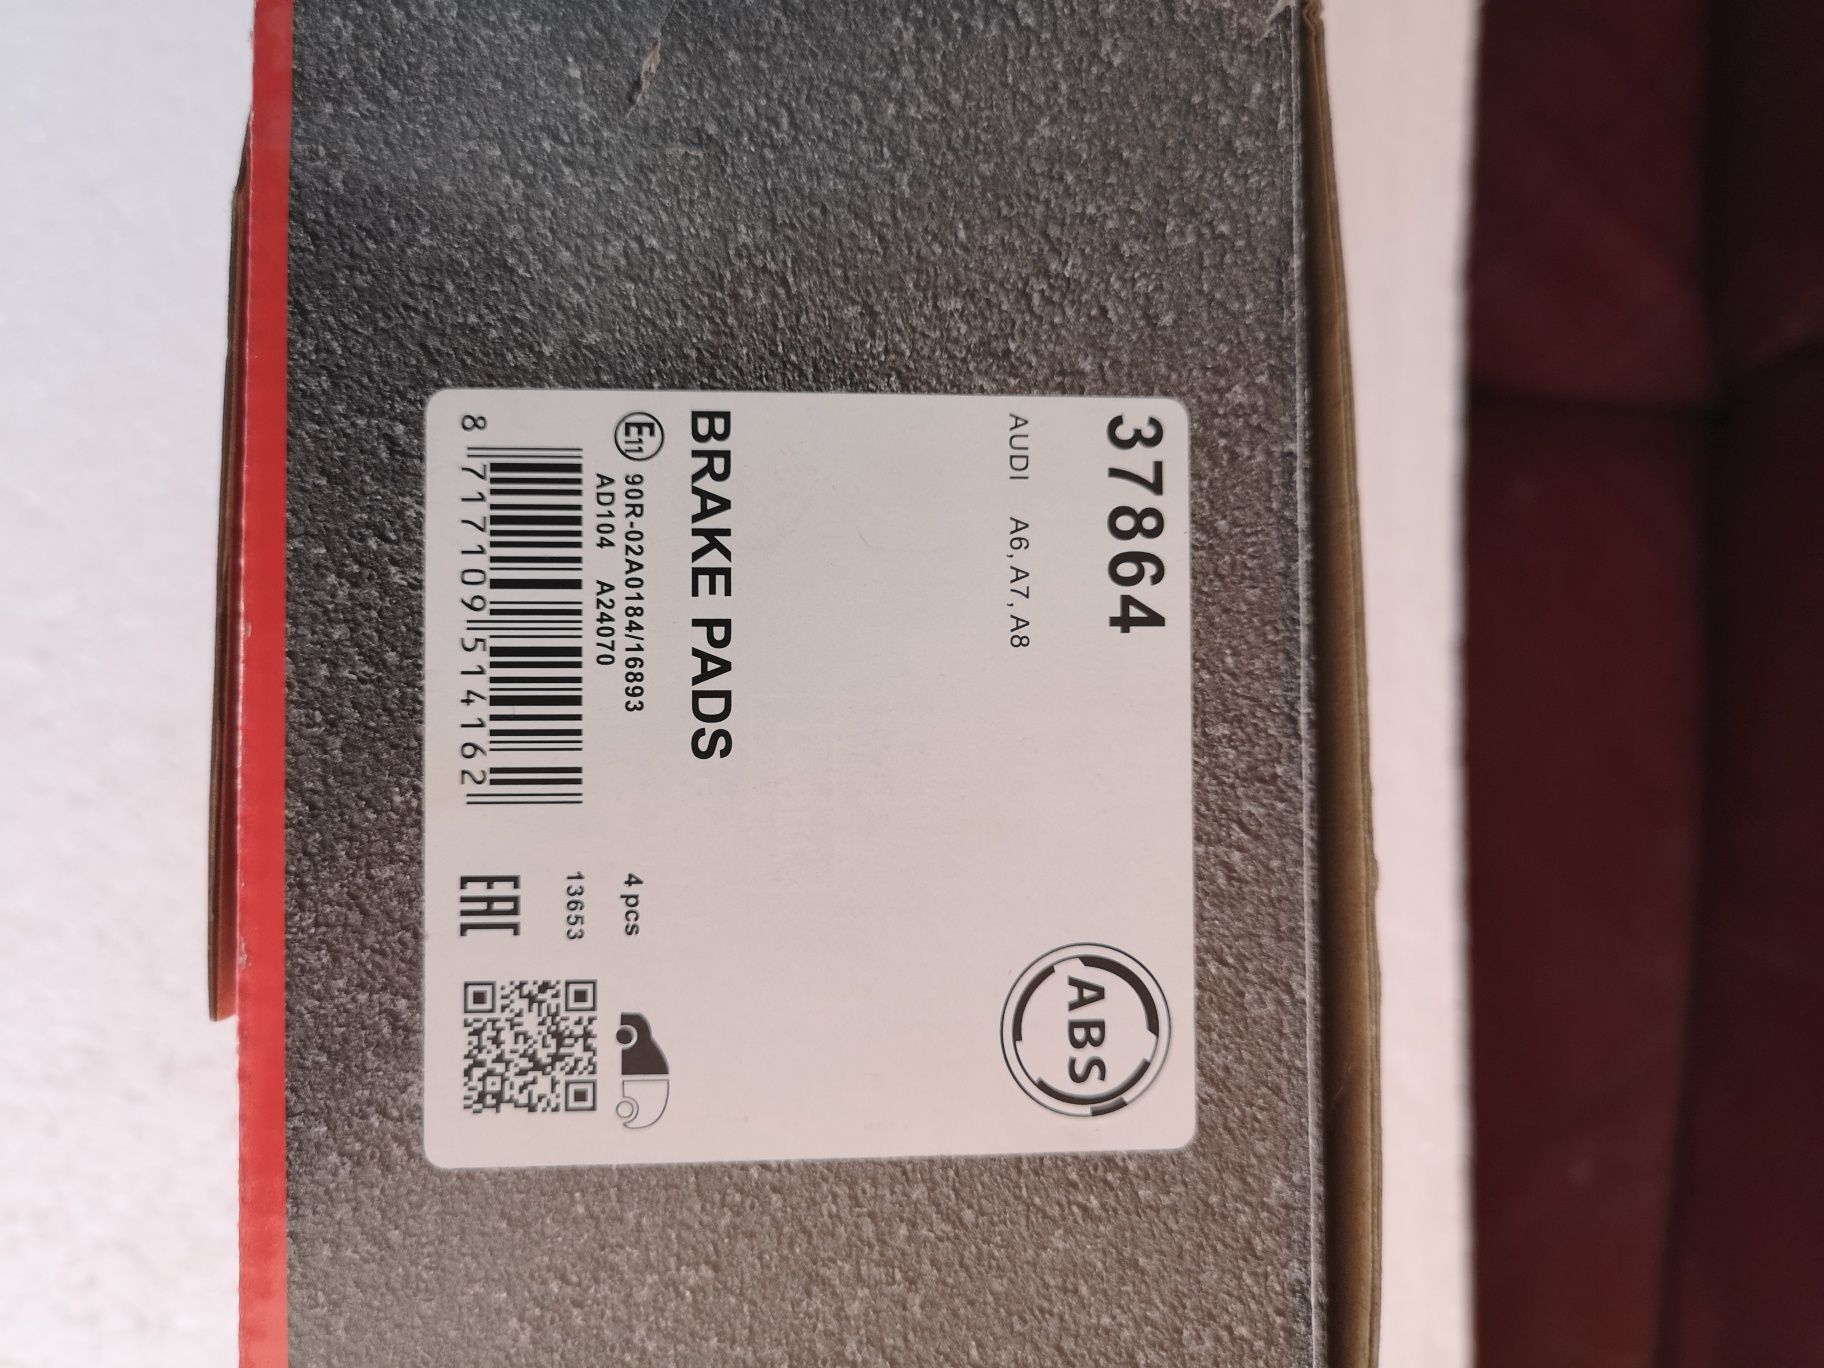 37864
ABS
AUDI A6, A7, A8
BRAKE PADS
E11 90R-02A0184/16893
AD104 A24070
4 pcs
13653
8 717109 514162
EAC